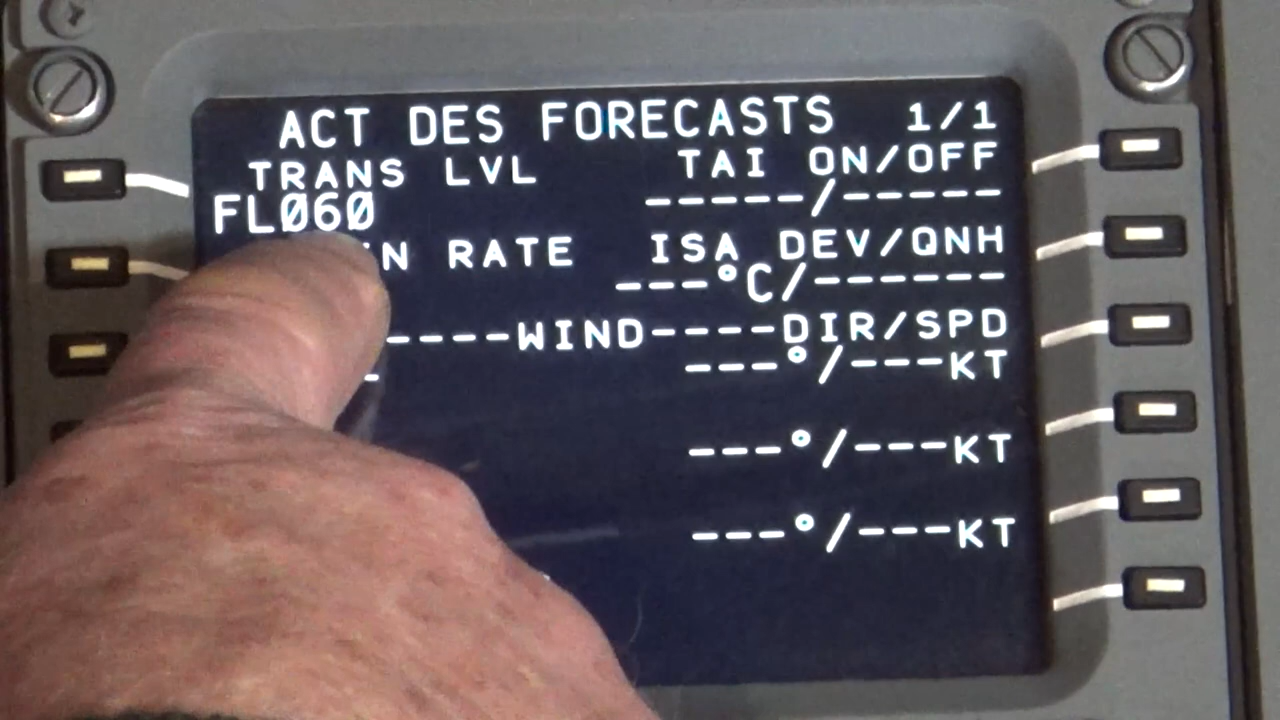 ACT DES FORECASTS 1/1
TRANS LVL TAI ON/OFF
FL060 -----/-----
N RATE ISA DEV/QNH
---°C/------
----WIND----DIR/SPD
- ---°/---KT
---°/---KT
---°/---KT